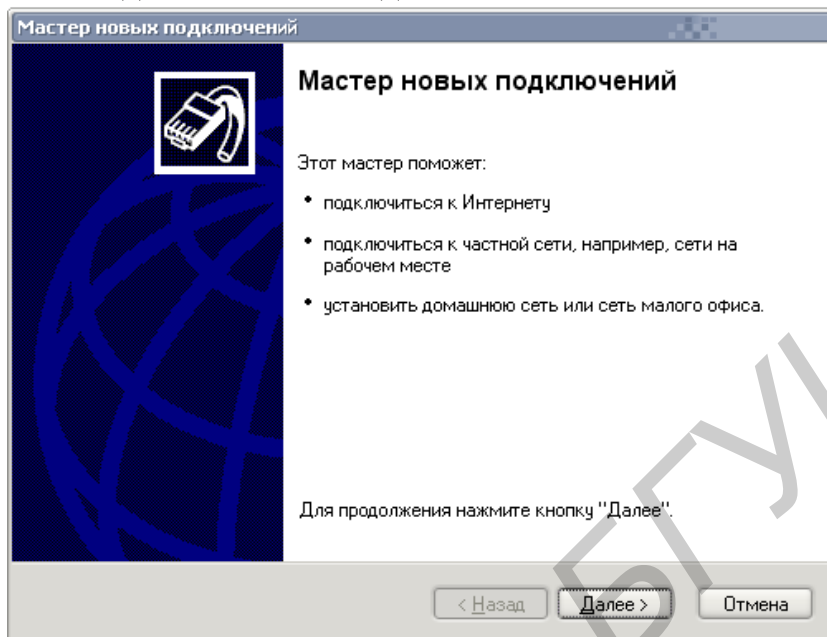 Мастер новых подключений
Мастер новых подключений
Этот мастер поможет:
• подключиться к Интернету
• подключиться к частной сети, например, сети на
рабочем месте
• установить домашнюю сеть или сеть малого офиса.
Для продолжения нажмите кнопку "Далее".
< Назад
Далее >
Отмена